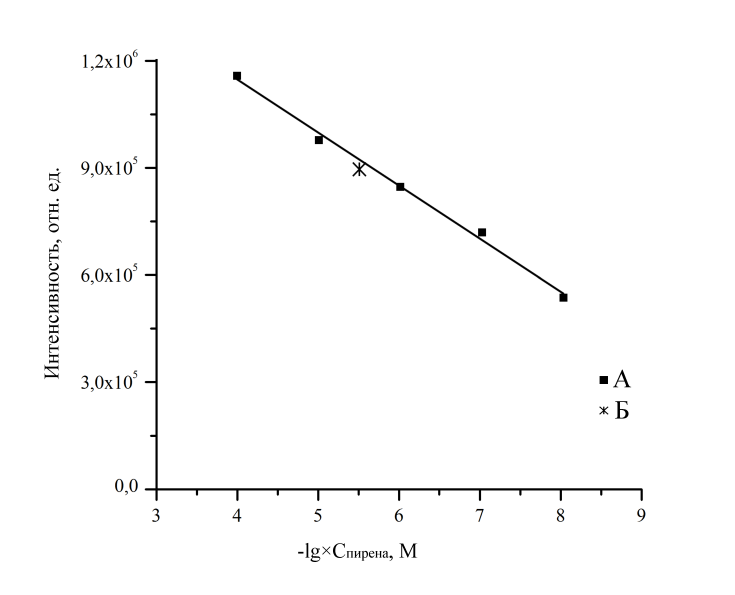 1,2x10⁶
9,0x10⁵
6,0x10⁵
3,0x10⁵
0,0
Интенсивность, отн. ед.
А
Б
3 4 5 6 7 8 9
-lg×Cпирена, М